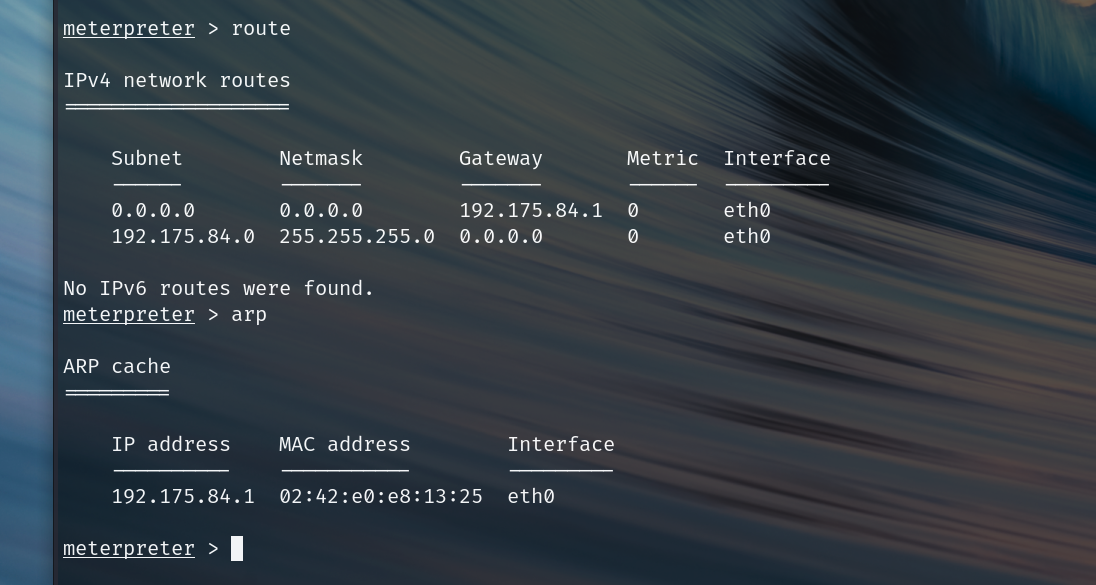 meterpreter > route
IPv4 network routes
===================
Subnet Netmask Gateway Metric Interface
------ ------- ------- ------ ---------
0.0.0.0 0.0.0.0 192.175.84.1 0 eth0
192.175.84.0 255.255.255.0 0.0.0.0 0 eth0
No IPv6 routes were found.
meterpreter > arp
ARP cache
=========
IP address MAC address Interface
---------- ----------- ---------
192.175.84.1 02:42:e0:e8:13:25 eth0
meterpreter >